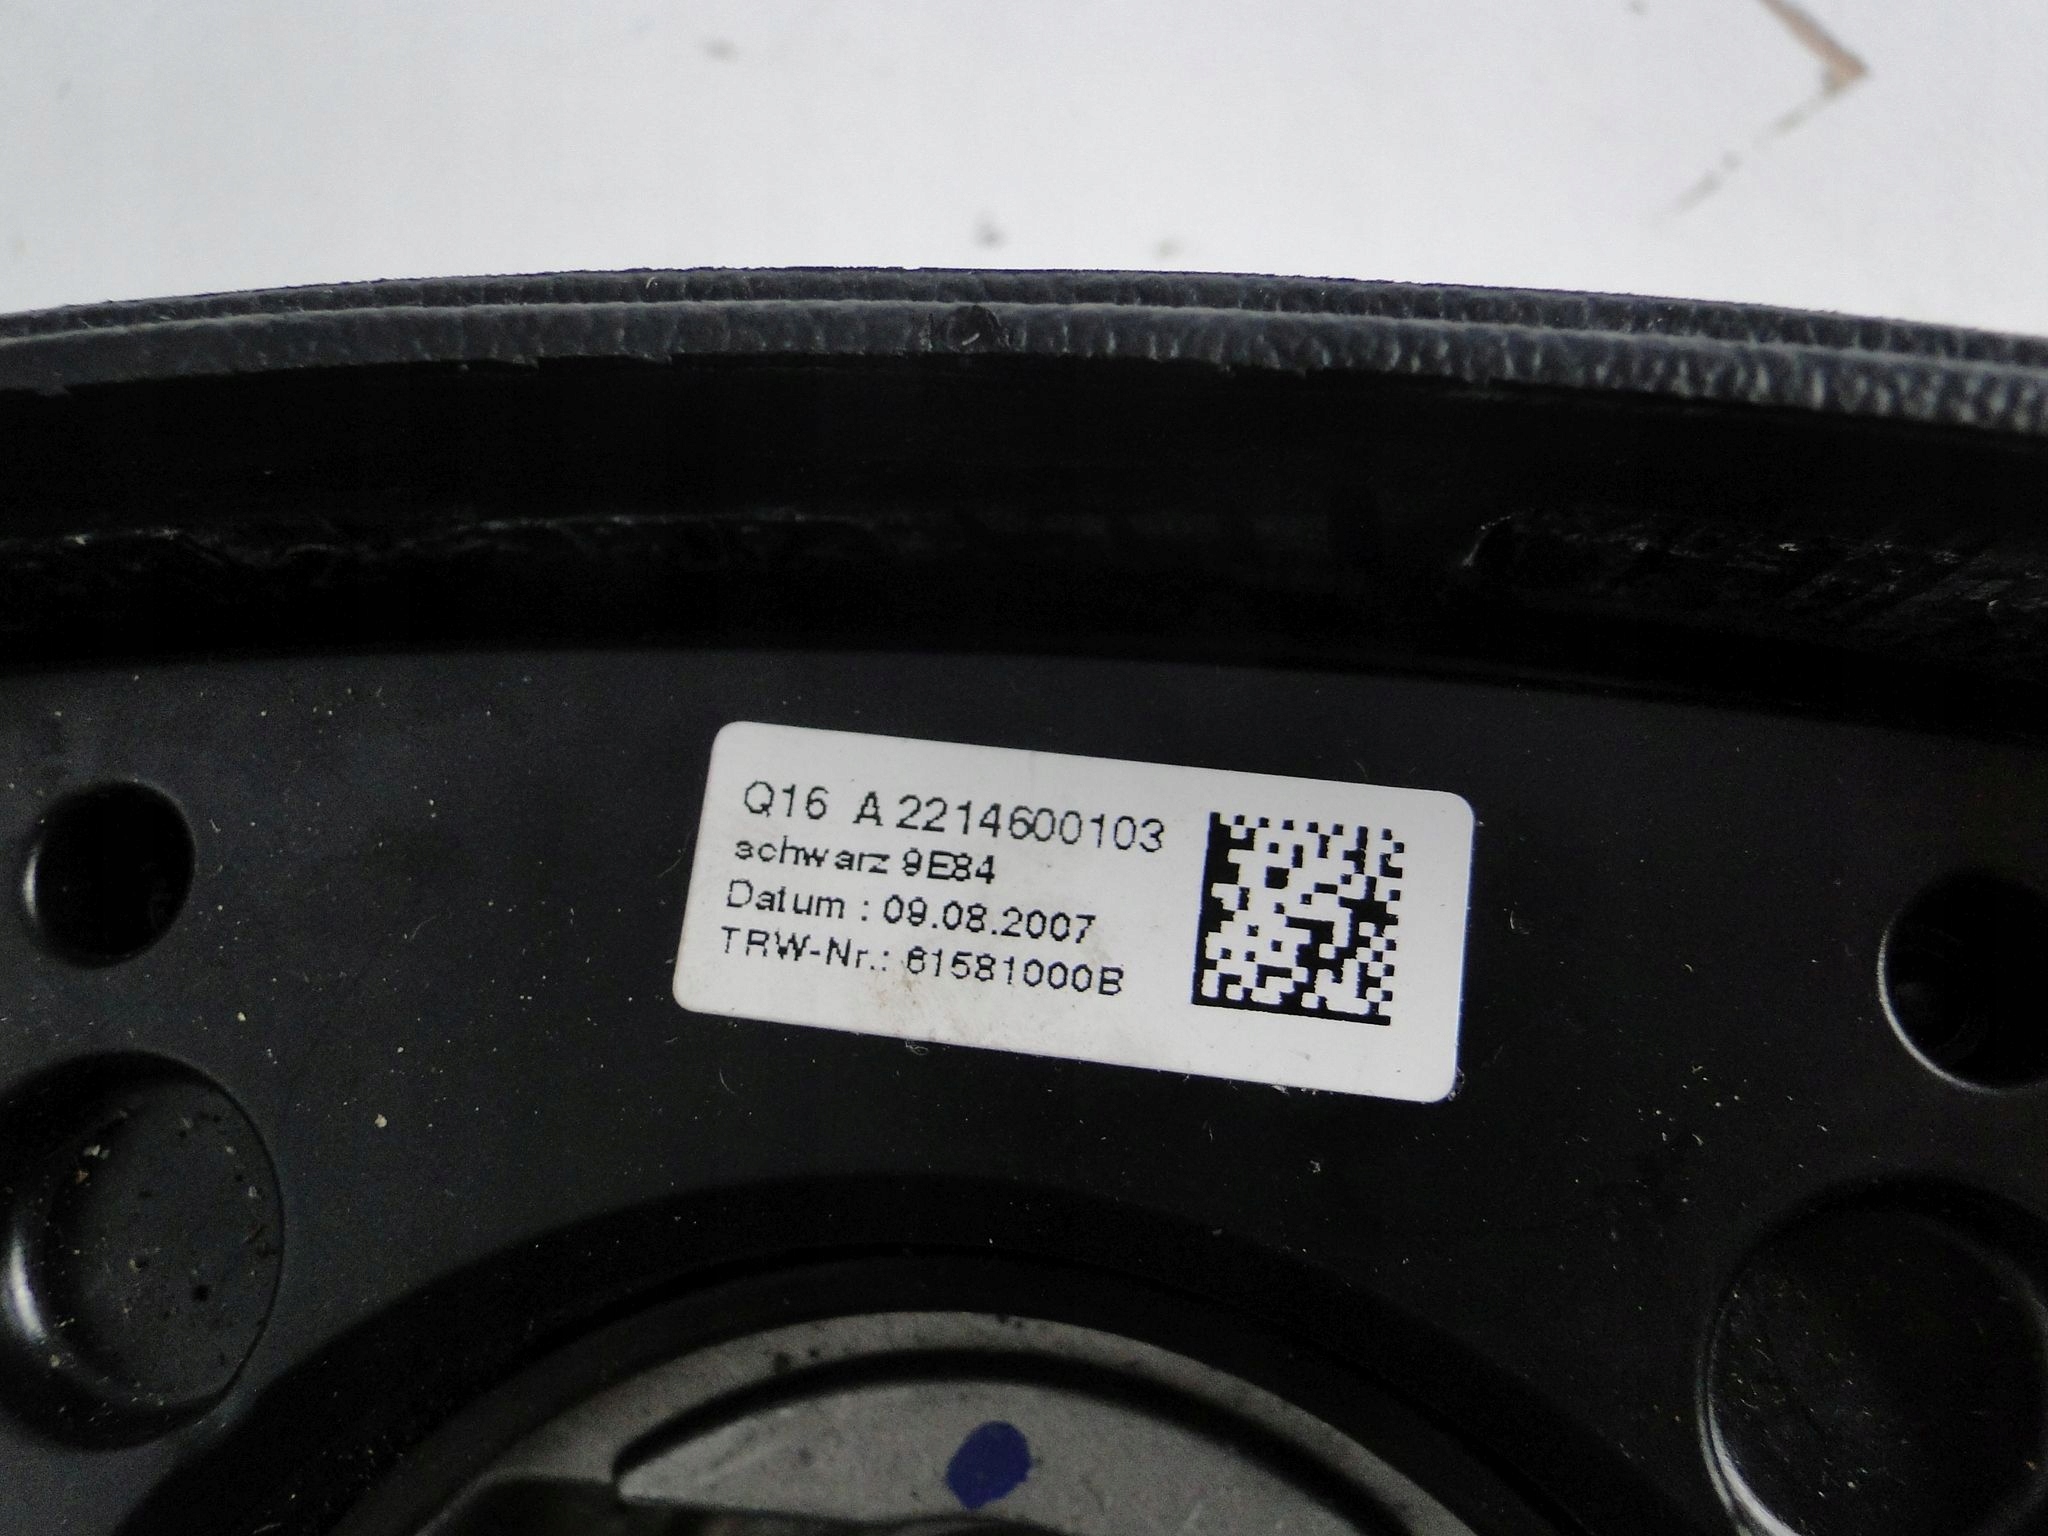 Q16 A 2214600103
schwarz 9E84
Datum : 09.08.2007
TRW-Nr.: 61581000B